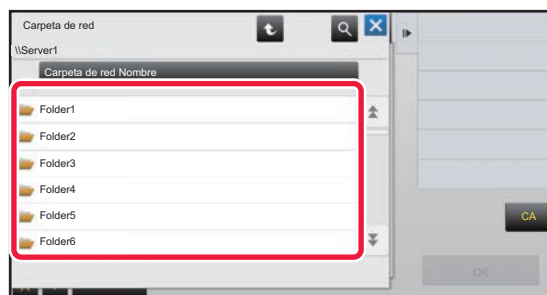 Carpeta de red
\\Server1
Carpeta de red Nombre
Folder1
Folder2
Folder3
Folder4
Folder5
Folder6
CA
OK